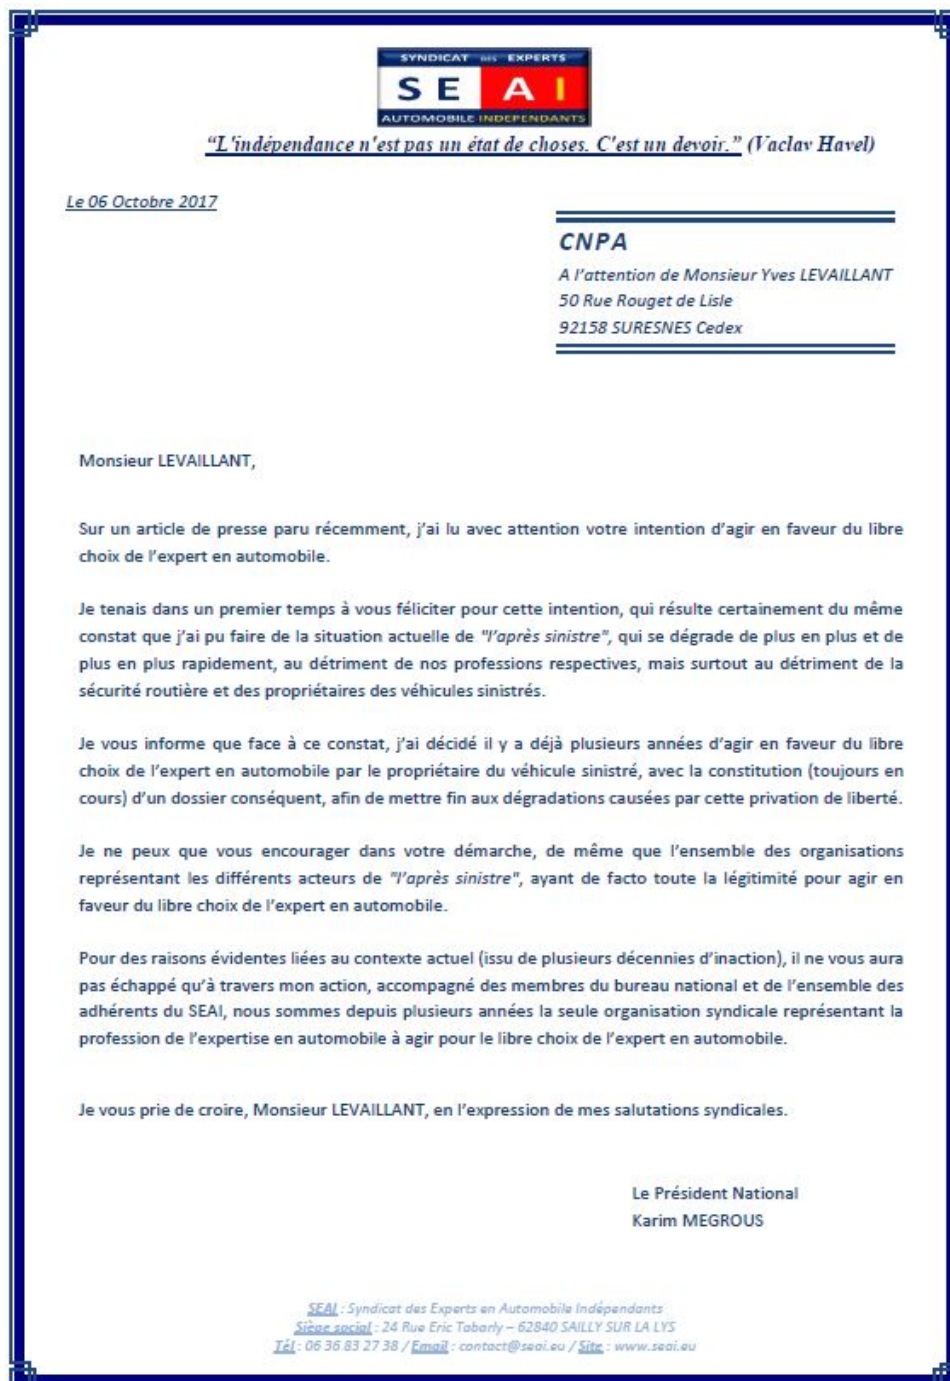 SYNDICAT DES EXPERTS
S E A I
AUTOMOBILE INDEPENDANTS
“L'indépendance n'est pas un état de choses. C'est un devoir.” (Vaclav Havel)
Le 06 Octobre 2017
CNPA
A l’attention de Monsieur Yves LEVAILLANT
50 Rue Rouget de Lisle
92158 SURESNES Cedex
Monsieur LEVAILLANT,
Sur un article de presse paru récemment, j’ai lu avec attention votre intention d’agir en faveur du libre
choix de l’expert en automobile.
Je tenais dans un premier temps à vous féliciter pour cette intention, qui résulte certainement du même
constat que j’ai pu faire de la situation actuelle de "l’après sinistre", qui se dégrade de plus en plus et de
plus en plus rapidement, au détriment de nos professions respectives, mais surtout au détriment de la
sécurité routière et des propriétaires des véhicules sinistrés.
Je vous informe que face à ce constat, j’ai décidé il y a déjà plusieurs années d’agir en faveur du libre
choix de l’expert en automobile par le propriétaire du véhicule sinistré, avec la constitution (toujours en
cours) d’un dossier conséquent, afin de mettre fin aux dégradations causées par cette privation de liberté.
Je ne peux que vous encourager dans votre démarche, de même que l’ensemble des organisations
représentant les différents acteurs de "l’après sinistre", ayant de facto toute la légitimité pour agir en
faveur du libre choix de l’expert en automobile.
Pour des raisons évidentes liées au contexte actuel (issu de plusieurs décennies d’inaction), il ne vous aura
pas échappé qu’à travers mon action, accompagné des membres du bureau national et de l’ensemble des
adhérents du SEAI, nous sommes depuis plusieurs années la seule organisation syndicale représentant la
profession de l’expertise en automobile à agir pour le libre choix de l’expert en automobile.
Je vous prie de croire, Monsieur LEVAILLANT, en l’expression de mes salutations syndicales.
Le Président National
Karim MEGROUS
SEAI : Syndicat des Experts en Automobile Indépendants
Siège social : 24 Rue Eric Tabarly – 62840 SAILLY SUR LA LYS
Tél : 06 36 83 27 38 / Email : contact@seai.eu / Site : www.seai.eu